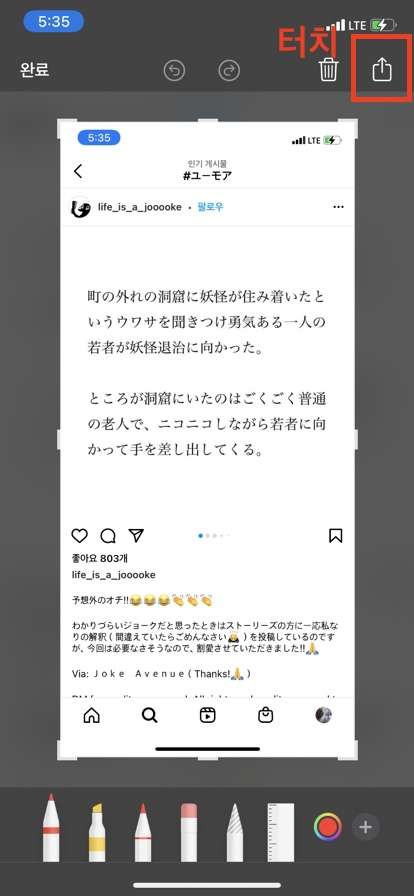 5:35
LTE
터치
완료
5:35
LTE
인기 게시물
#ユーモア
life_is_a_jooooke • 팔로우
町の外れの洞窟に妖怪が住み着いたと
いうウワサを聞きつけ勇気ある一人の
若者が妖怪退治に向かった。
ところが洞窟にいたのはごくごく普通
の老人で、ニコニコしながら若者に向
かって手を差し出してくる。
좋아요 803개
life_is_a_jooooke
予想外のオチ!!😂😂😂👏👏👏
わかりづらいジョークだと思ったときはストーリーズの方に一応私な
りの解釈（間違えていたらごめんなさい🙇）を投稿しているのです
が、今回は必要なさそうなので、割愛させていただきました!!🙏
Via: Ｊｏｋｅ　Ａｖｅｎｕｅ（Thanks!🙏）